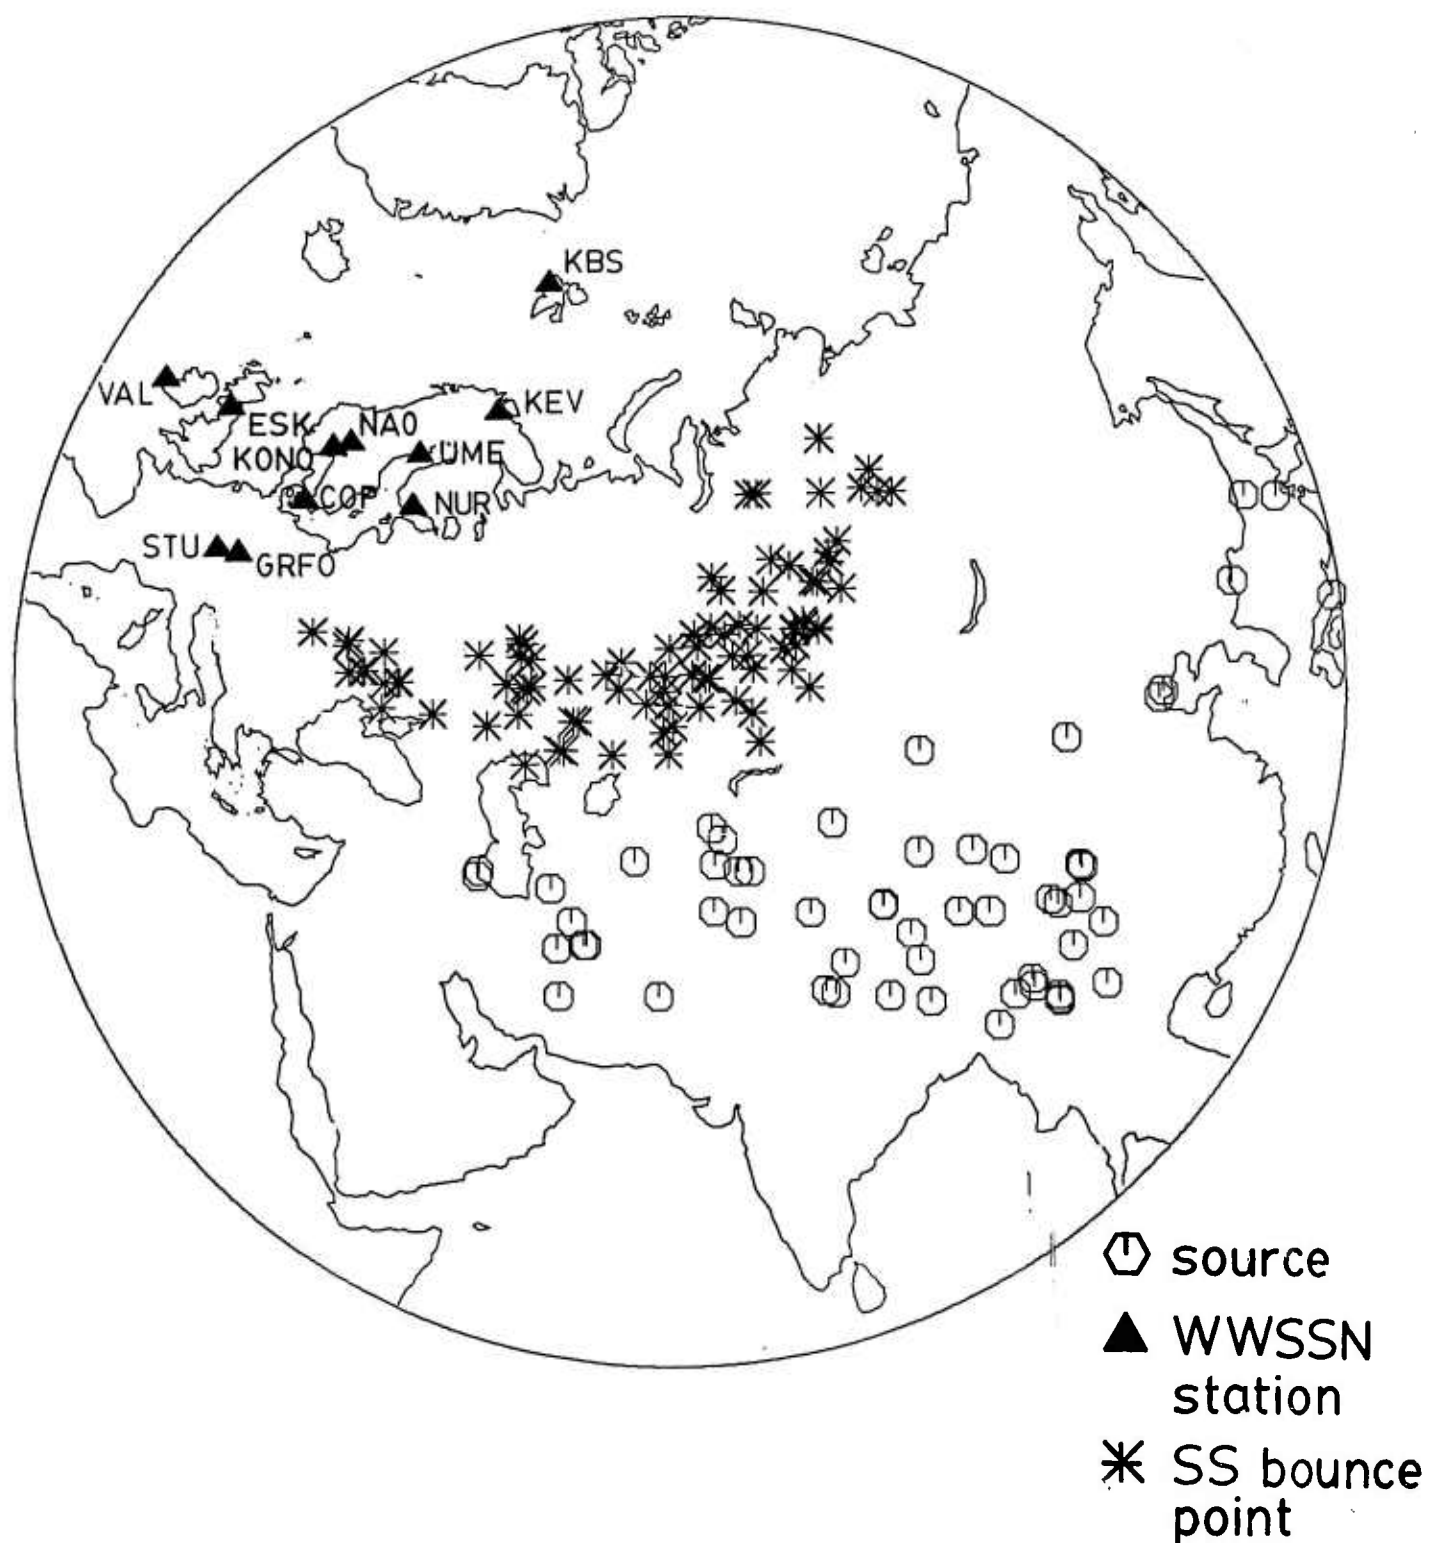 KBS
VAL
KEV
ESK
NAO
KONO
UME
COP
NUR
STU
GRFO
source
WWSSN
station
SS bounce
point